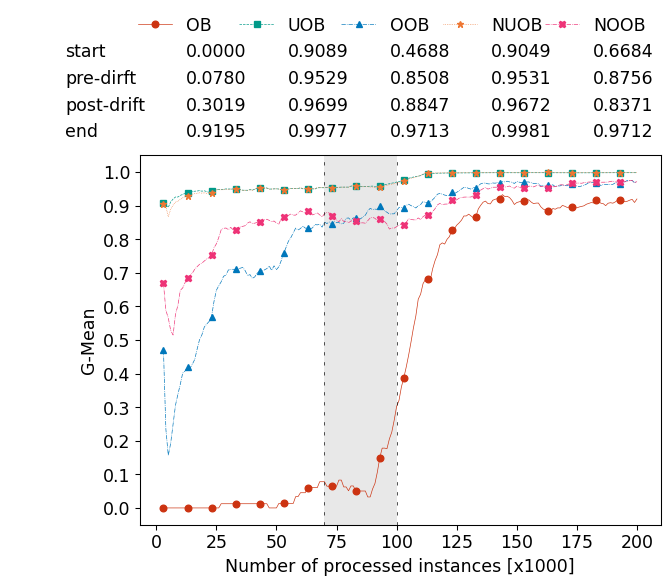 OB UOB OOB NUOB NOOB
start 0.0000 0.9089 0.4688 0.9049 0.6684
pre-dirft 0.0780 0.9529 0.8508 0.9531 0.8756
post-drift 0.3019 0.9699 0.8847 0.9672 0.8371
end 0.9195 0.9977 0.9713 0.9981 0.9712
1.0
0.9
0.8
0.7
0.6
0.5
0.4
0.3
0.2
0.1
0.0
G-Mean
0 25 50 75 100 125 150 175 200
Number of processed instances [x1000]